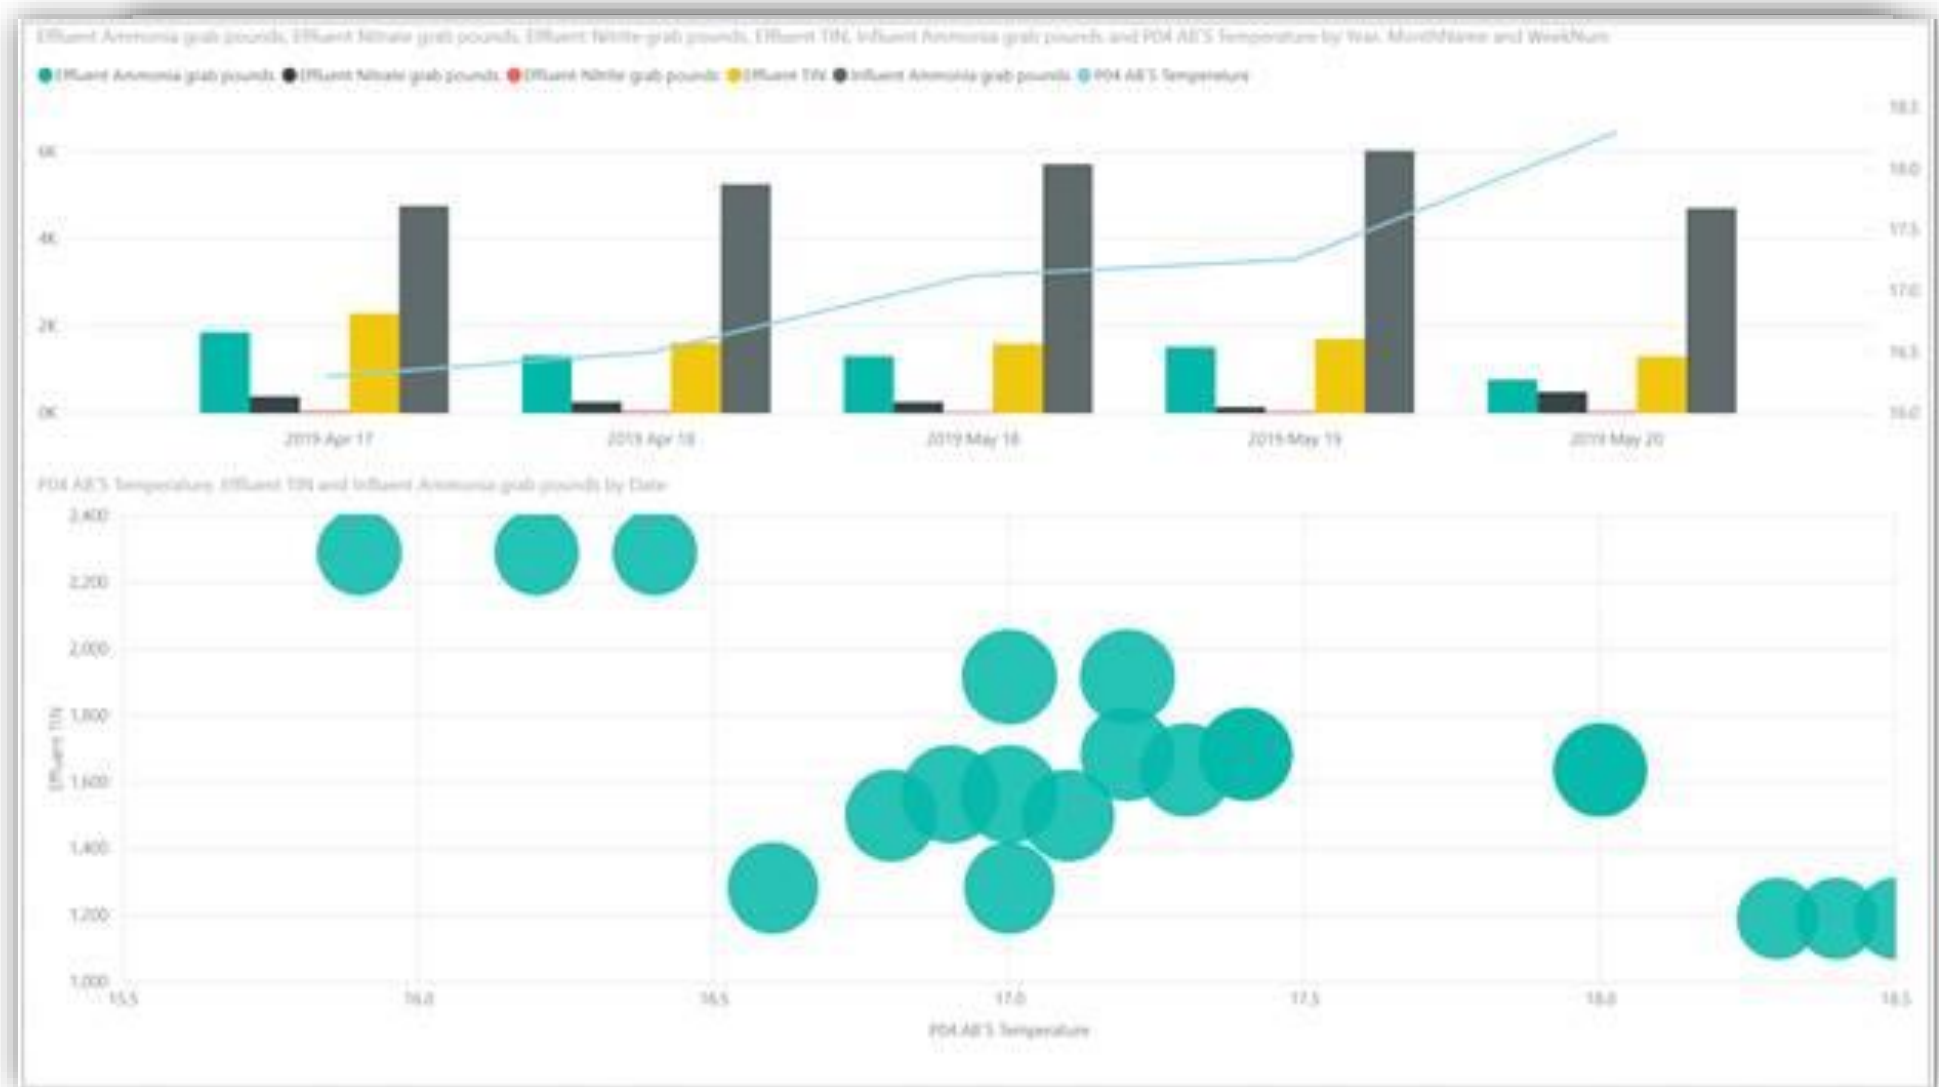 Effluent Ammonia grab pounds, Effluent Nitrate grab pounds, Effluent Nitrite grab pounds, Effluent TIN, Influent Ammonia grab pounds and P04 AB'S Temperature by Year, MonthName and WeekNum
Effluent Ammonia grab pounds Effluent Nitrate grab pounds Effluent Nitrite grab pounds Effluent TIN Influent Ammonia grab pounds P04 AB'S Temperature
18.5
6K
18.0
4K
17.5
17.0
2K
16.5
0K
16.0
2019 Apr 17 2019 Apr 18 2019 May 18 2019 May 19 2019 May 20
P04 AB'S Temperature, Effluent TIN and Influent Ammonia grab pounds by Date
2,400
2,200
2,000
1,800
Effluent TIN
1,600
1,400
1,200
1,000
15.5 16.0 16.5 17.0 17.5 18.0 18.5
P04 AB'S Temperature